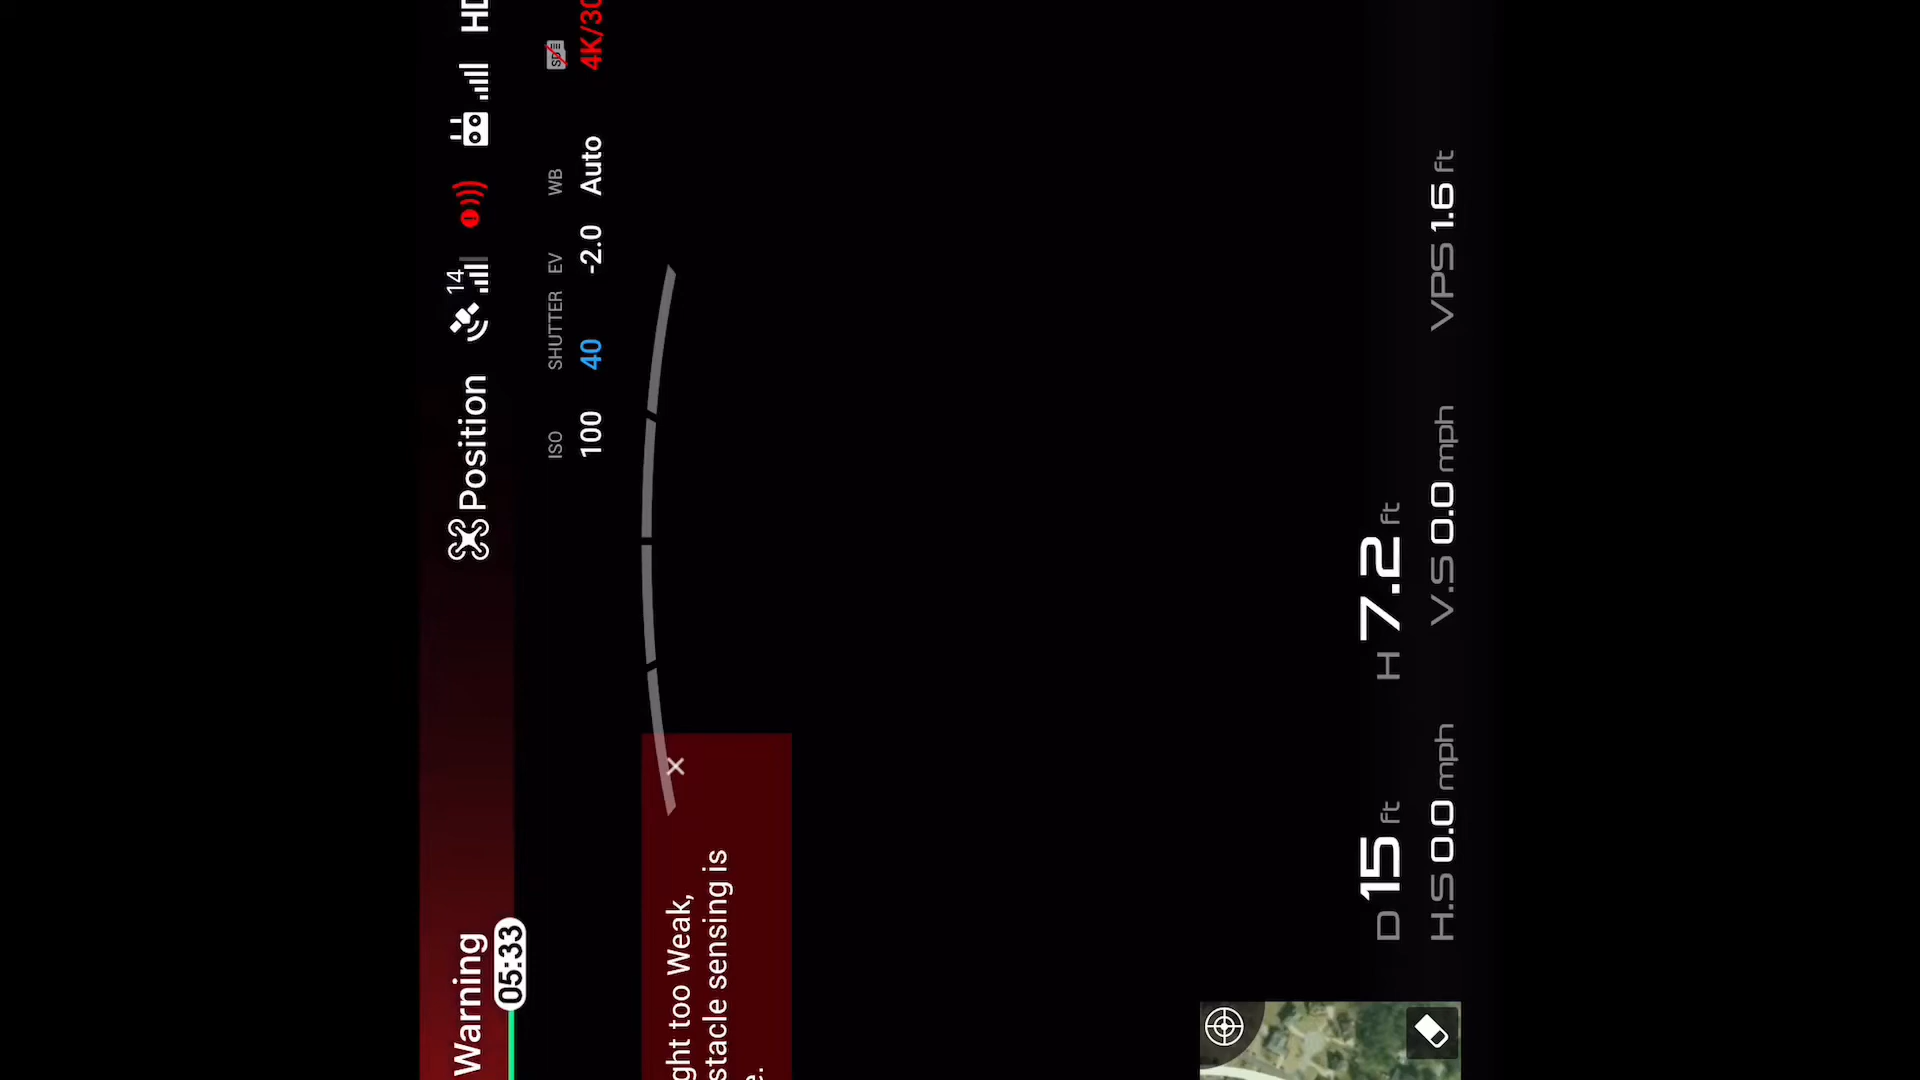 Warning
Position
14
HD
05:33
ISO
SHUTTER
EV
WB
SD
100
40
-2.0
Auto
4K/30
ght too Weak,
stacle sensing is
e.
D 15 ft
H 7.2 ft
H.S 0.0 mph
V.S 0.0 mph
VPS 1.6 ft